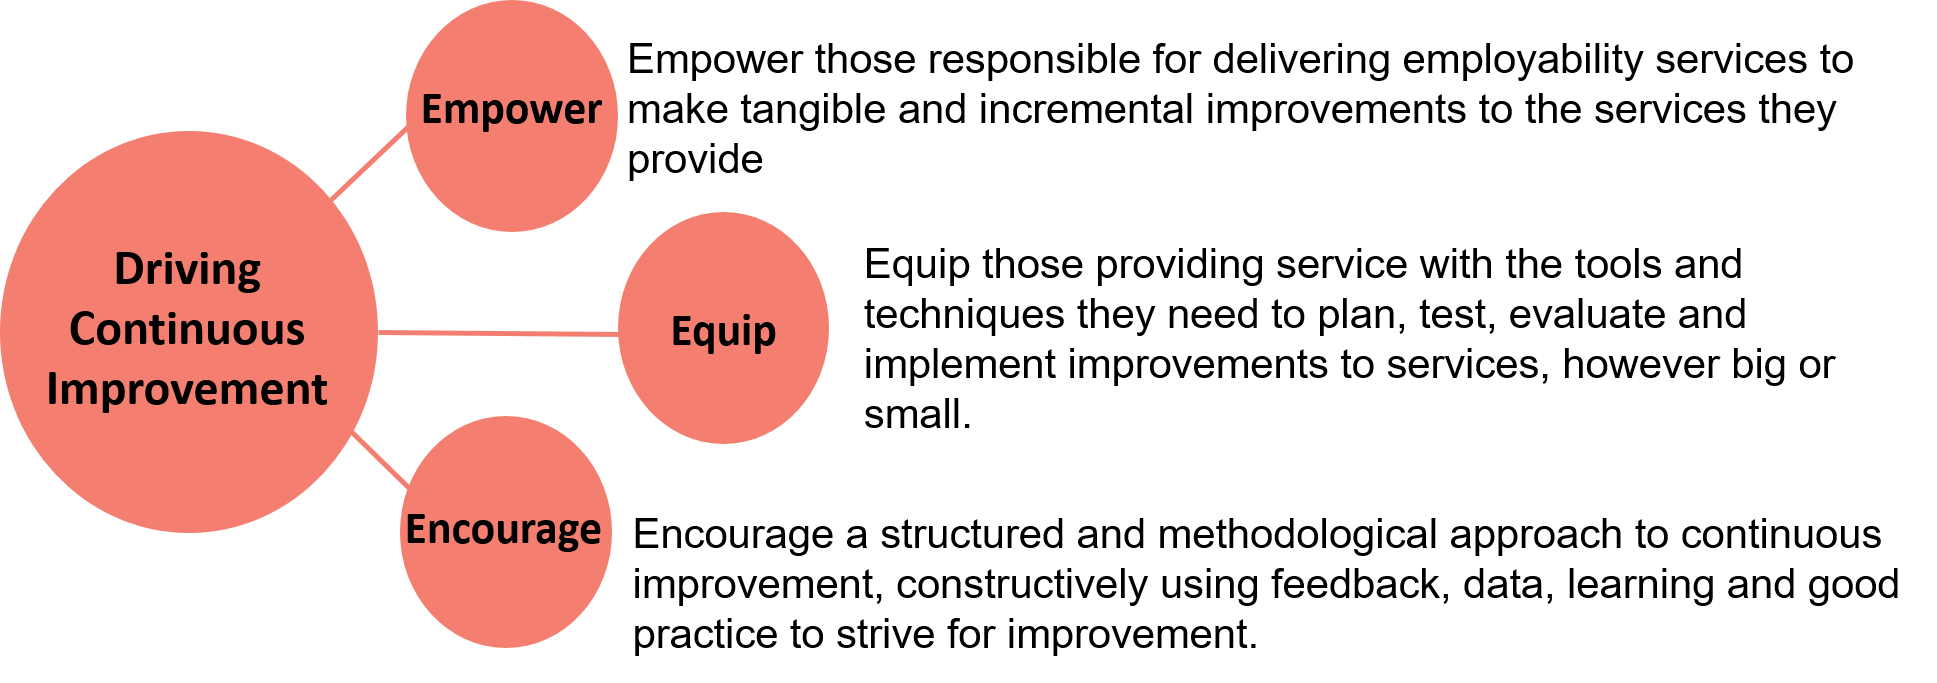 Driving
Continuous
Improvement
Empower
Empower those responsible for delivering employability services to
make tangible and incremental improvements to the services they
provide
Equip
Equip those providing service with the tools and
techniques they need to plan, test, evaluate and
implement improvements to services, however big or
small.
Encourage
Encourage a structured and methodological approach to continuous
improvement, constructively using feedback, data, learning and good
practice to strive for improvement.